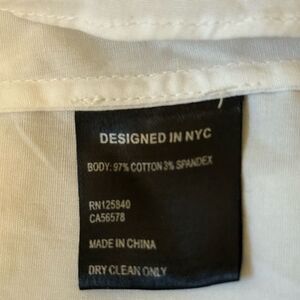 DESIGNED IN NYC
BODY: 97% COTTON 3% SPANDEX
RN125840
CA56578
MADE IN CHINA
DRY CLEAN ONLY